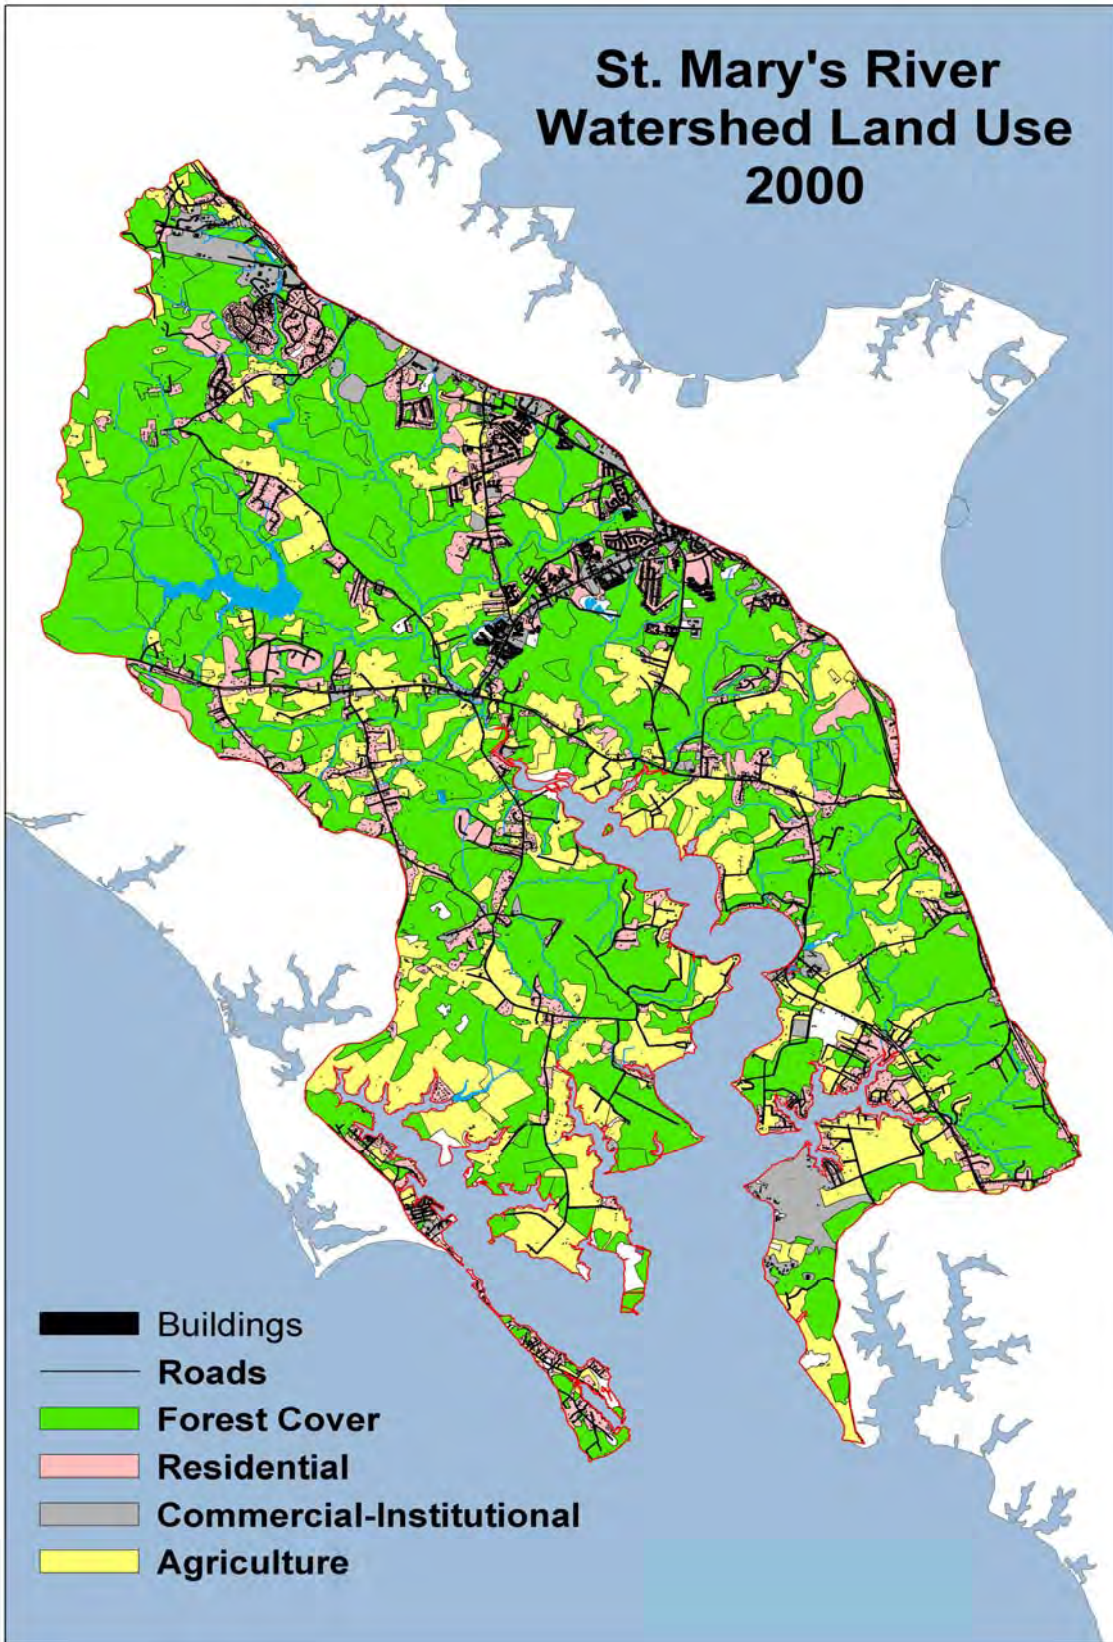 St. Mary's River
Watershed Land Use
2000
Buildings
Roads
Forest Cover
Residential
Commercial-Institutional
Agriculture